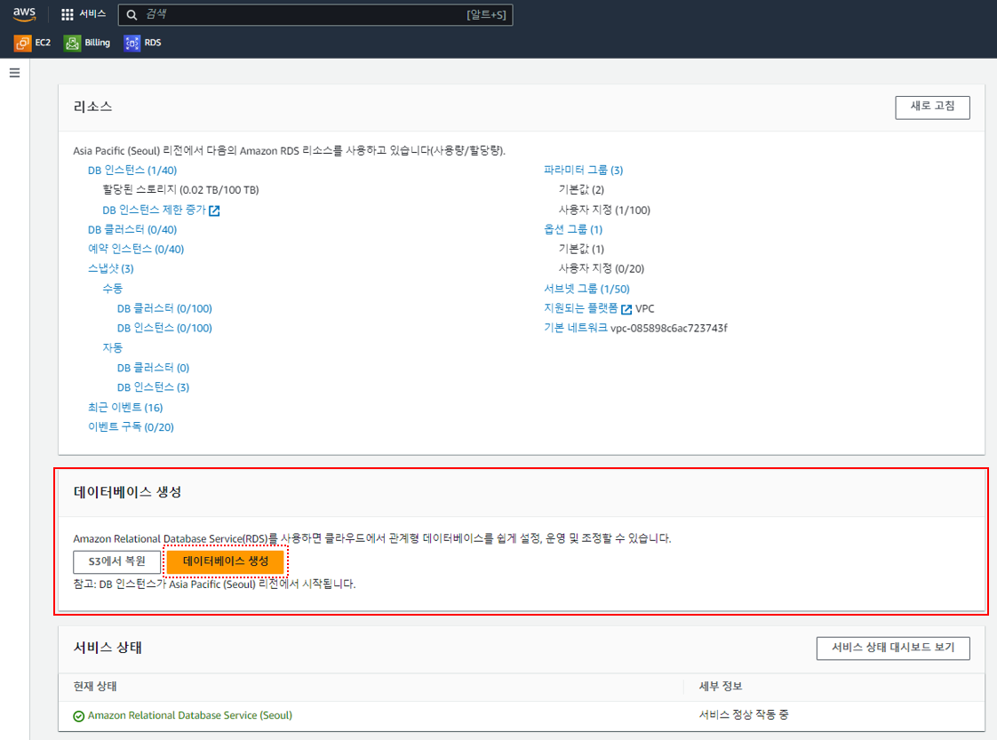 aws 서비스 검색 [알트+S]
EC2 Billing RDS
리소스 새로 고침
Asia Pacific (Seoul) 리전에서 다음의 Amazon RDS 리소스를 사용하고 있습니다(사용량/할당량).
DB 인스턴스 (1/40)
할당된 스토리지 (0.02 TB/100 TB)
DB 인스턴스 제한 증가
DB 클러스터 (0/40)
예약 인스턴스 (0/40)
스냅샷 (3)
수동
DB 클러스터 (0/100)
DB 인스턴스 (0/100)
자동
DB 클러스터 (0)
DB 인스턴스 (3)
최근 이벤트 (16)
이벤트 구독 (0/20)
파라미터 그룹 (3)
기본값 (2)
사용자 지정 (1/100)
옵션 그룹 (1)
기본값 (1)
사용자 지정 (0/20)
서브넷 그룹 (1/50)
지원되는 플랫폼 VPC
기본 네트워크 vpc-085898c6ac723743f
데이터베이스 생성
Amazon Relational Database Service(RDS)를 사용하면 클라우드에서 관계형 데이터베이스를 쉽게 설정, 운영 및 조정할 수 있습니다.
S3에서 복원 데이터베이스 생성
참고: DB 인스턴스가 Asia Pacific (Seoul) 리전에서 시작됩니다.
서비스 상태 서비스 상태 대시보드 보기
현재 상태 세부 정보
Amazon Relational Database Service (Seoul) 서비스 정상 작동 중